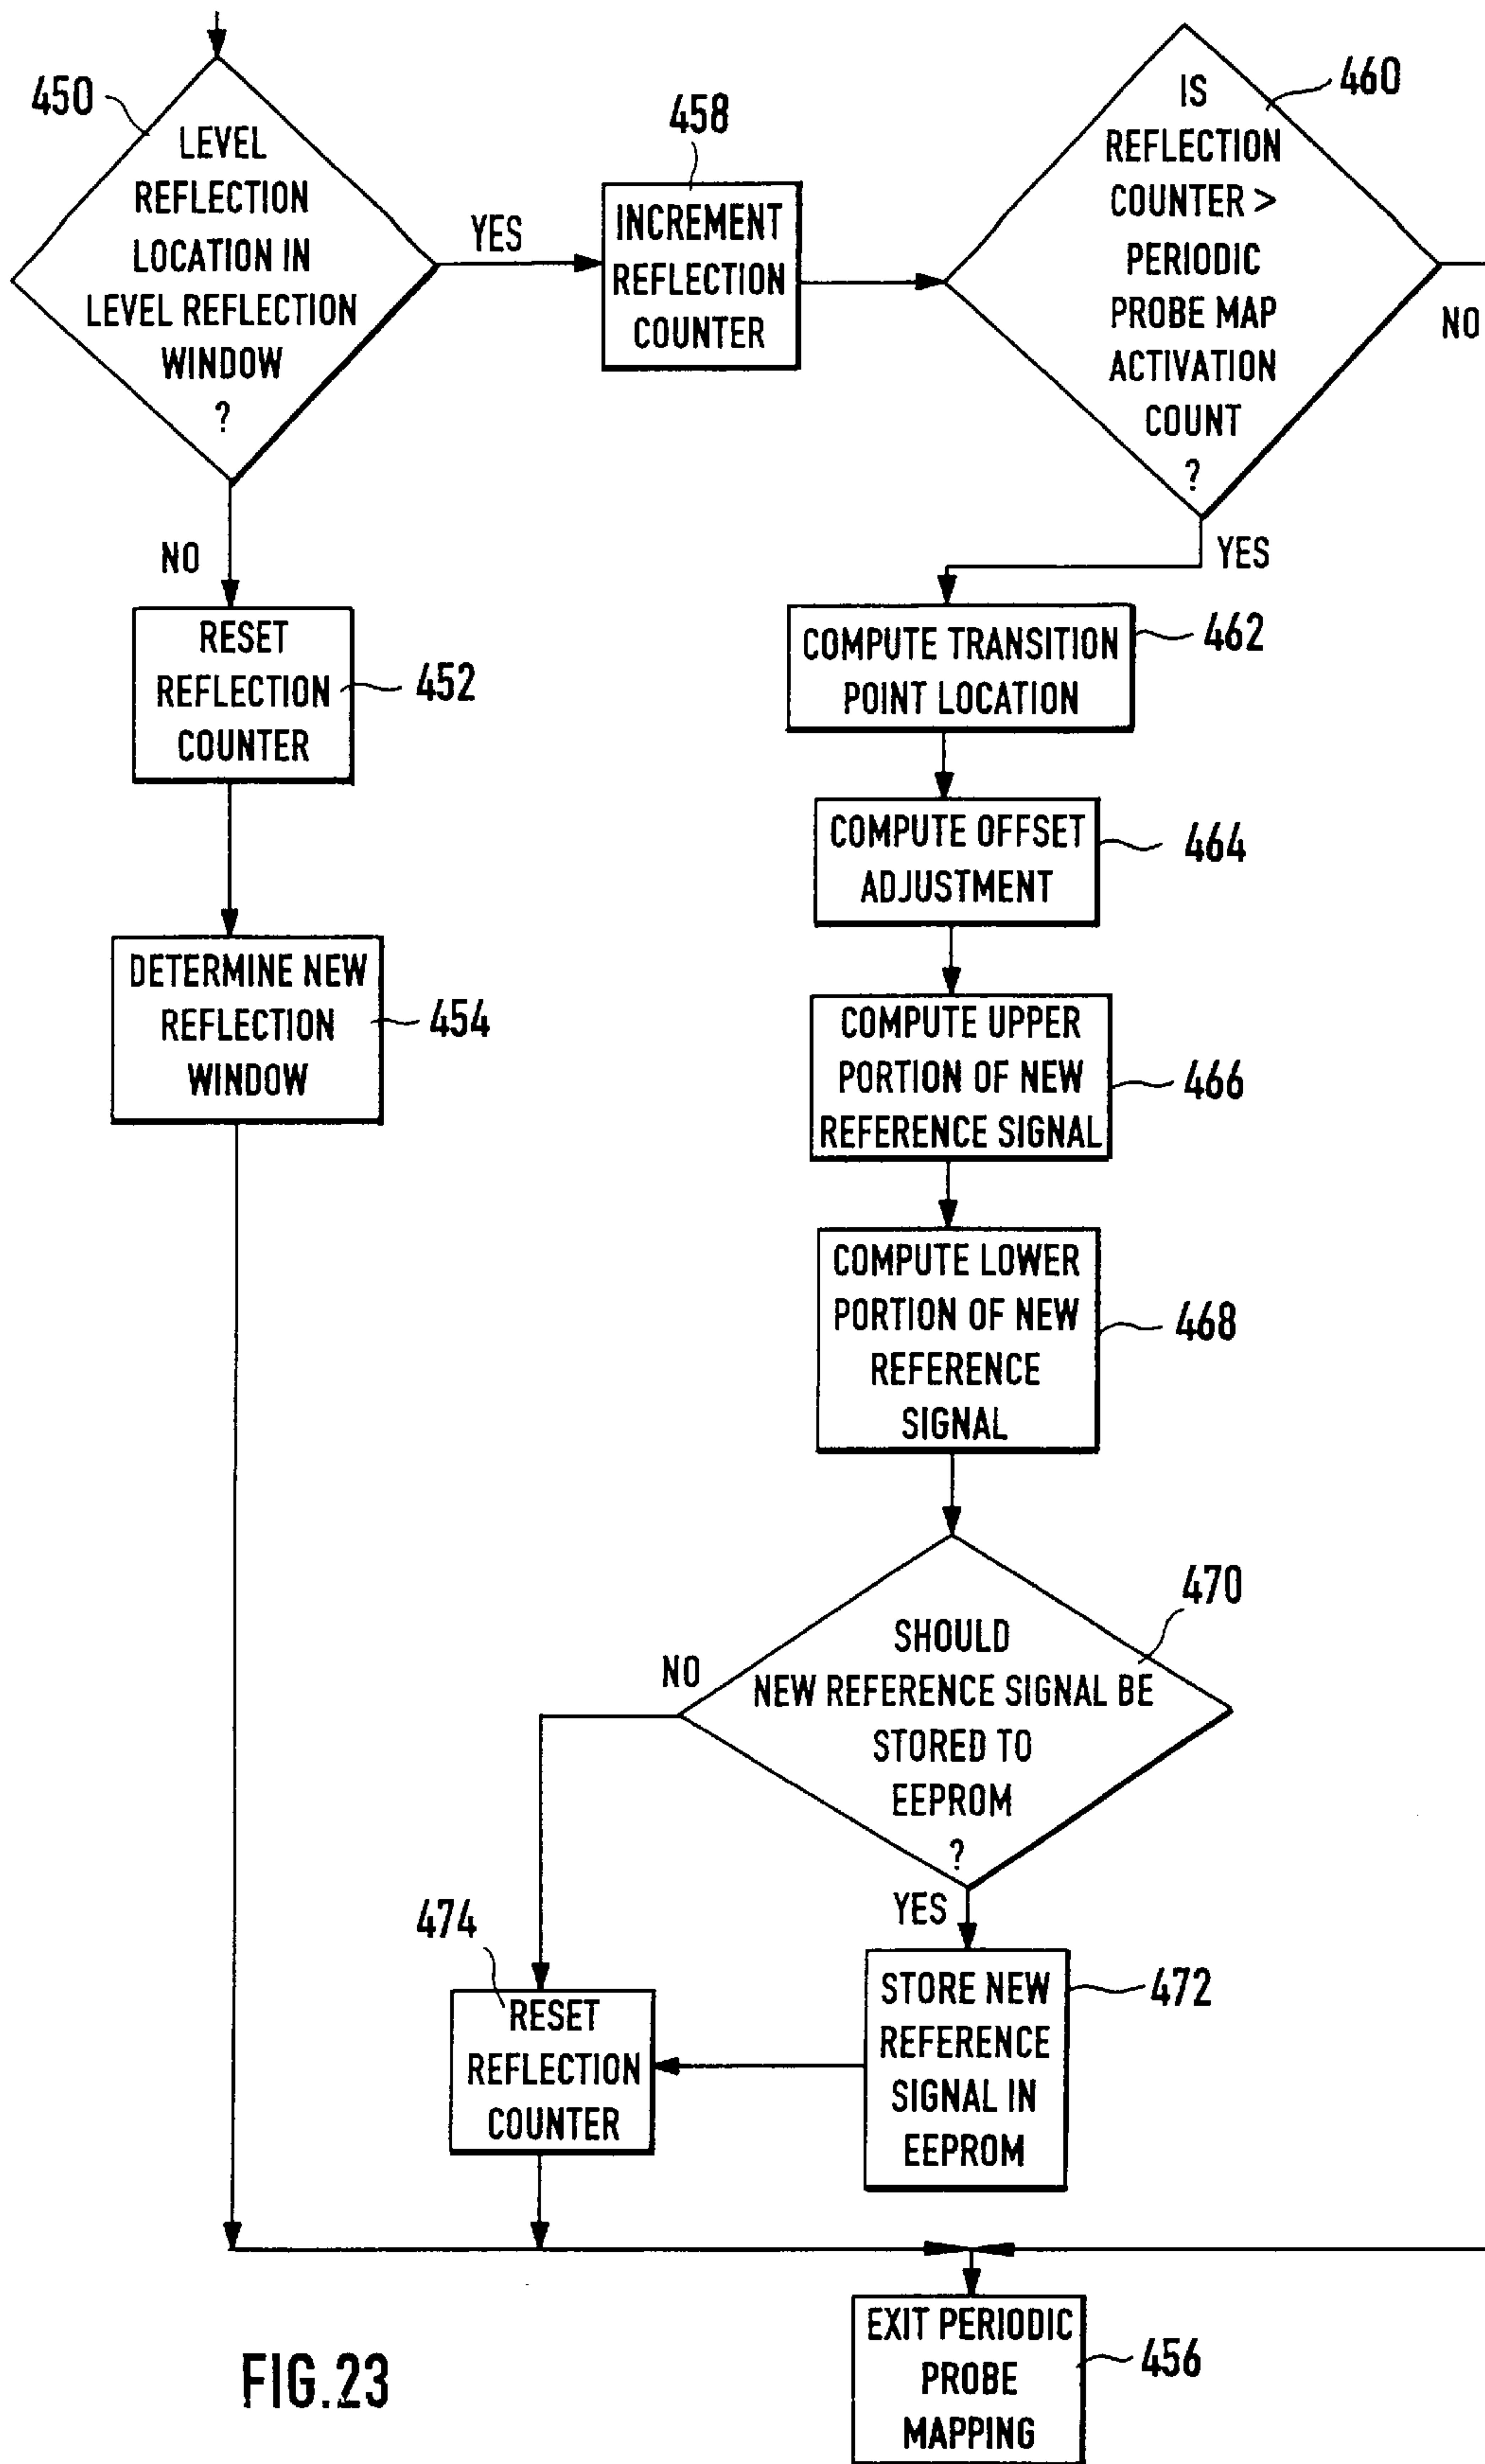 450
LEVEL
REFLECTION
LOCATION IN
LEVEL REFLECTION
WINDOW
?
YES
NO
458
INCREMENT
REFLECTION
COUNTER
460
IS
REFLECTION
COUNTER >
PERIODIC
PROBE MAP
ACTIVATION
COUNT
?
NO
YES
RESET
REFLECTION
COUNTER
452
DETERMINE NEW
REFLECTION
WINDOW
454
COMPUTE TRANSITION
POINT LOCATION
462
COMPUTE OFFSET
ADJUSTMENT
464
COMPUTE UPPER
PORTION OF NEW
REFERENCE SIGNAL
466
COMPUTE LOWER
PORTION OF NEW
REFERENCE
SIGNAL
468
470
SHOULD
NEW REFERENCE SIGNAL BE
STORED TO
EEPROM
?
NO
YES
474
RESET
REFLECTION
COUNTER
STORE NEW
REFERENCE
SIGNAL IN
EEPROM
472
EXIT PERIODIC
PROBE
MAPPING
456
FIG.23